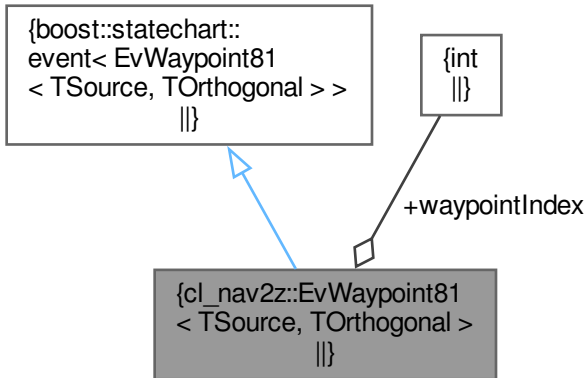 {boost::statechart::
event< EvWaypoint81
< TSource, TOrthogonal > >
||}
{int
||}
+waypointIndex
{cl_nav2z::EvWaypoint81
< TSource, TOrthogonal >
||}